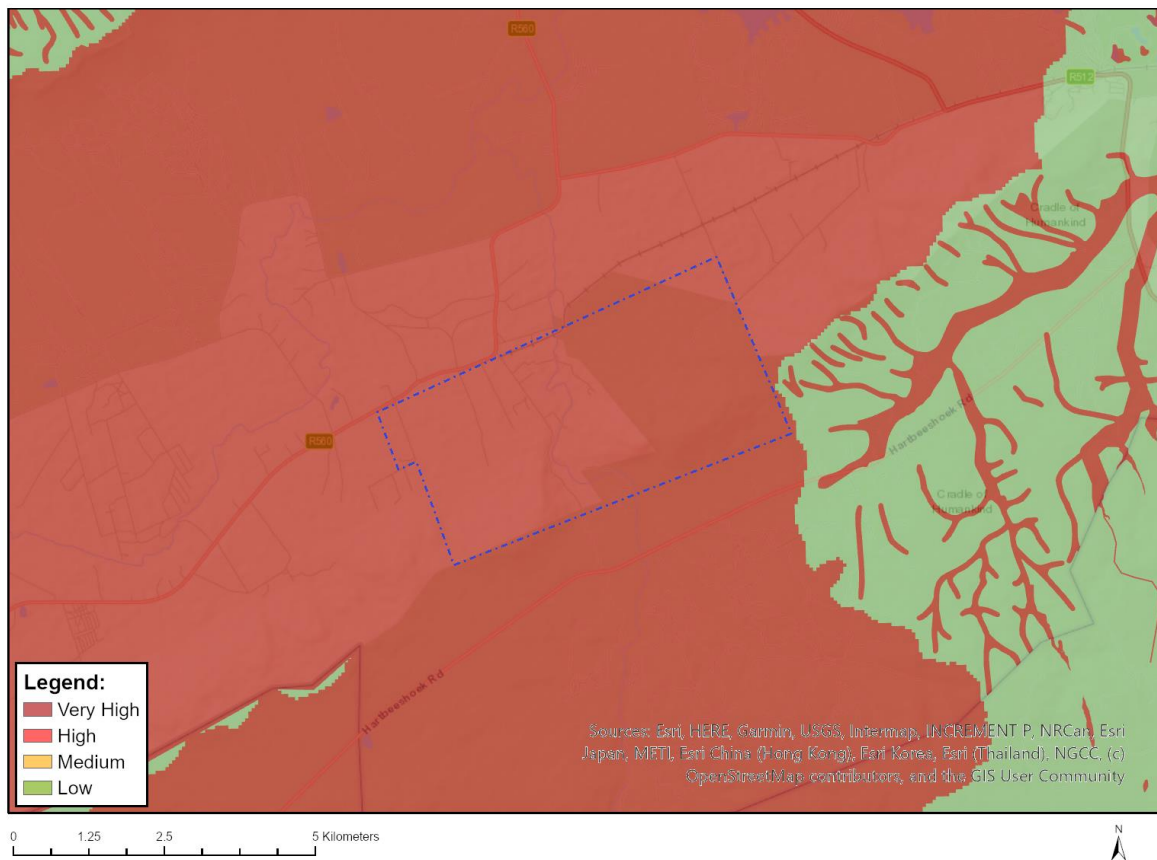 R560
R512
Cradle of
Humankind
Hartbeeshoek Rd
R560
Cradle of
Humankind
Hartbeeshoek Rd
Legend:
Very High
High
Medium
Low
Sources: Esri, HERE, Garmin, USGS, Intermap, INCREMENT P, NRCan, Esri
Japan, METI, Esri China (Hong Kong), Esri Korea, Esri (Thailand), NGCC, (c)
OpenStreetMap contributors, and the GIS User Community
0 1.25 2.5 5 Kilometers
N